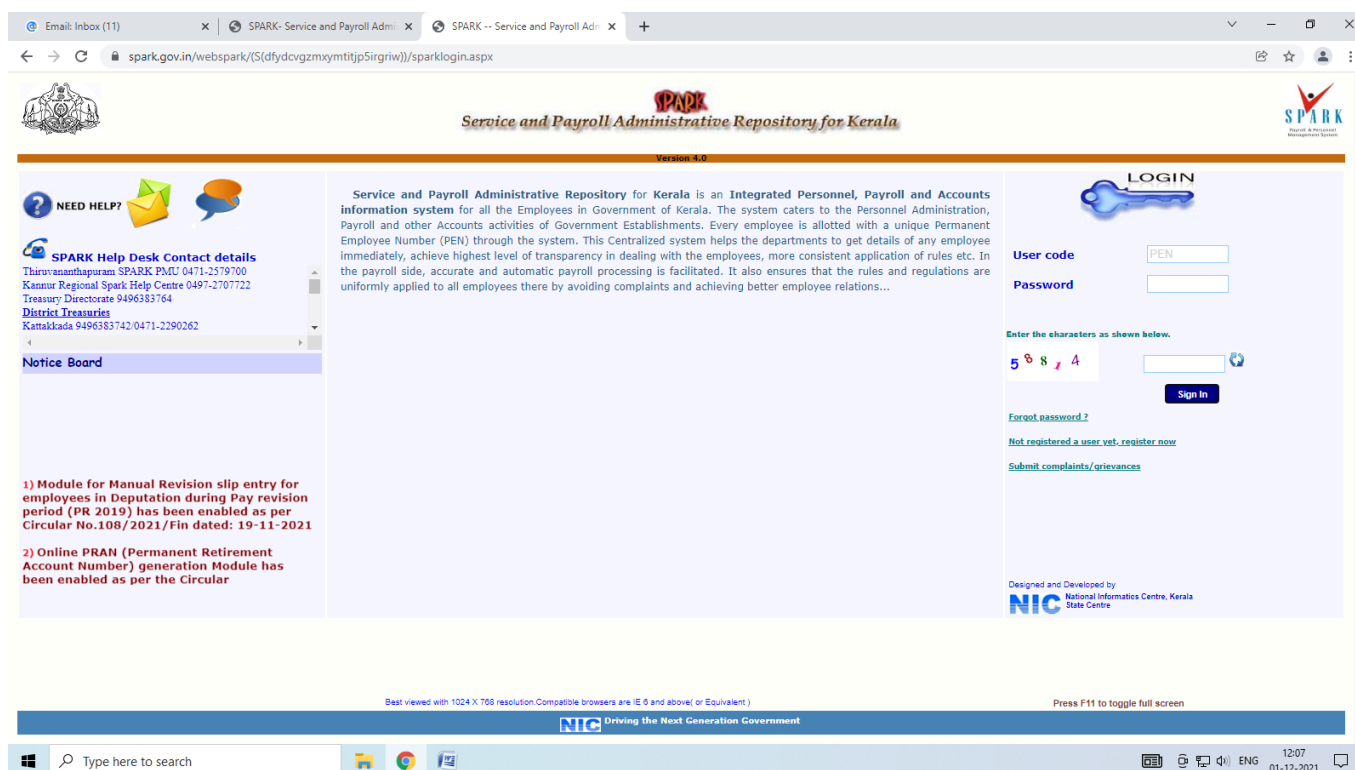 Email: Inbox (11)
SPARK- Service and Payroll Admi
SPARK -- Service and Payroll Adn
spark.gov.in/webspark/(S(dfydcvgzmxymtitjp5irgriw))/sparklogin.aspx
SPARK
Service and Payroll Administrative Repository for Kerala
SPARK
Payroll & Personnel
Management System
Version 4.0
NEED HELP?
SPARK Help Desk Contact details
Thiruvananthapuram SPARK PMU 0471-2579700
Kannur Regional Spark Help Centre 0497-2707722
Treasury Directorate 9496383764
District Treasuries
Kattakkada 9496383742/0471-2290262
Notice Board
1) Module for Manual Revision slip entry for
employees in Deputation during Pay revision
period (PR 2019) has been enabled as per
Circular No.108/2021/Fin dated: 19-11-2021
2) Online PRAN (Permanent Retirement
Account Number) generation Module has
been enabled as per the Circular
Service and Payroll Administrative Repository for Kerala is an Integrated Personnel, Payroll and Accounts
information system for all the Employees in Government of Kerala. The system caters to the Personnel Administration,
Payroll and other Accounts activities of Government Establishments. Every employee is allotted with a unique Permanent
Employee Number (PEN) through the system. This Centralized system helps the departments to get details of any employee
immediately, achieve highest level of transparency in dealing with the employees, more consistent application of rules etc. In
the payroll side, accurate and automatic payroll processing is facilitated. It also ensures that the rules and regulations are
uniformly applied to all employees there by avoiding complaints and achieving better employee relations...
LOGIN
User code
PEN
Password
Enter the characters as shown below.
5 8 8 1 4
Sign In
Forgot password ?
Not registered a user yet, register now
Submit complaints/grievances
Designed and Developed by
NIC National Informatics Centre, Kerala
State Centre
Best viewed with 1024 X 768 resolution.Compatible browsers are IE 6 and above( or Equivalent )
Press F11 to toggle full screen
NIC Driving the Next Generation Government
Type here to search
ENG
12:07
01-12-2021